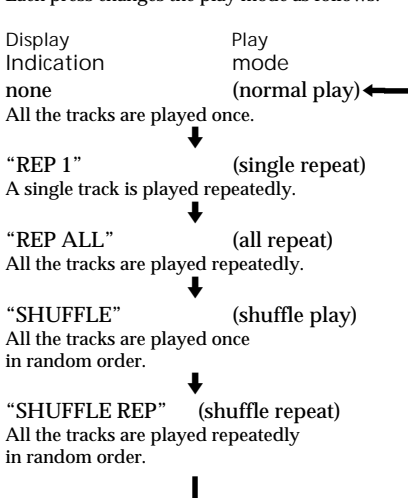 Each press changes the play mode as follows:
Display Play
Indication mode
none (normal play)
All the tracks are played once.
“REP 1” (single repeat)
A single track is played repeatedly.
“REP ALL” (all repeat)
All the tracks are played repeatedly.
“SHUFFLE” (shuffle play)
All the tracks are played once
in random order.
“SHUFFLE REP” (shuffle repeat)
All the tracks are played repeatedly
in random order.